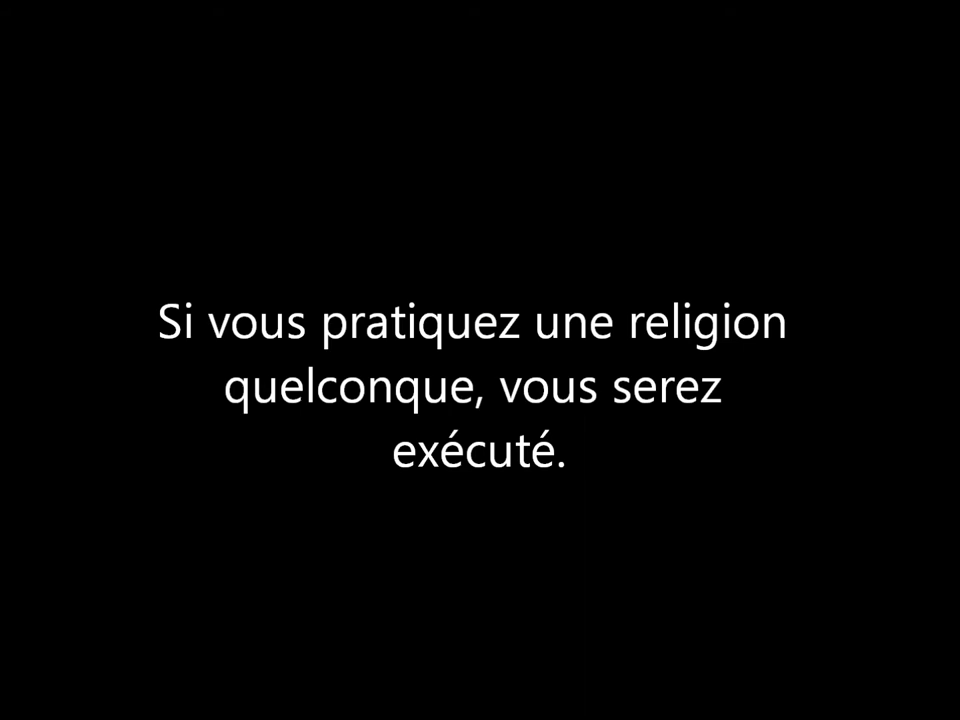 Si vous pratiquez une religion
quelconque, vous serez
exécuté.